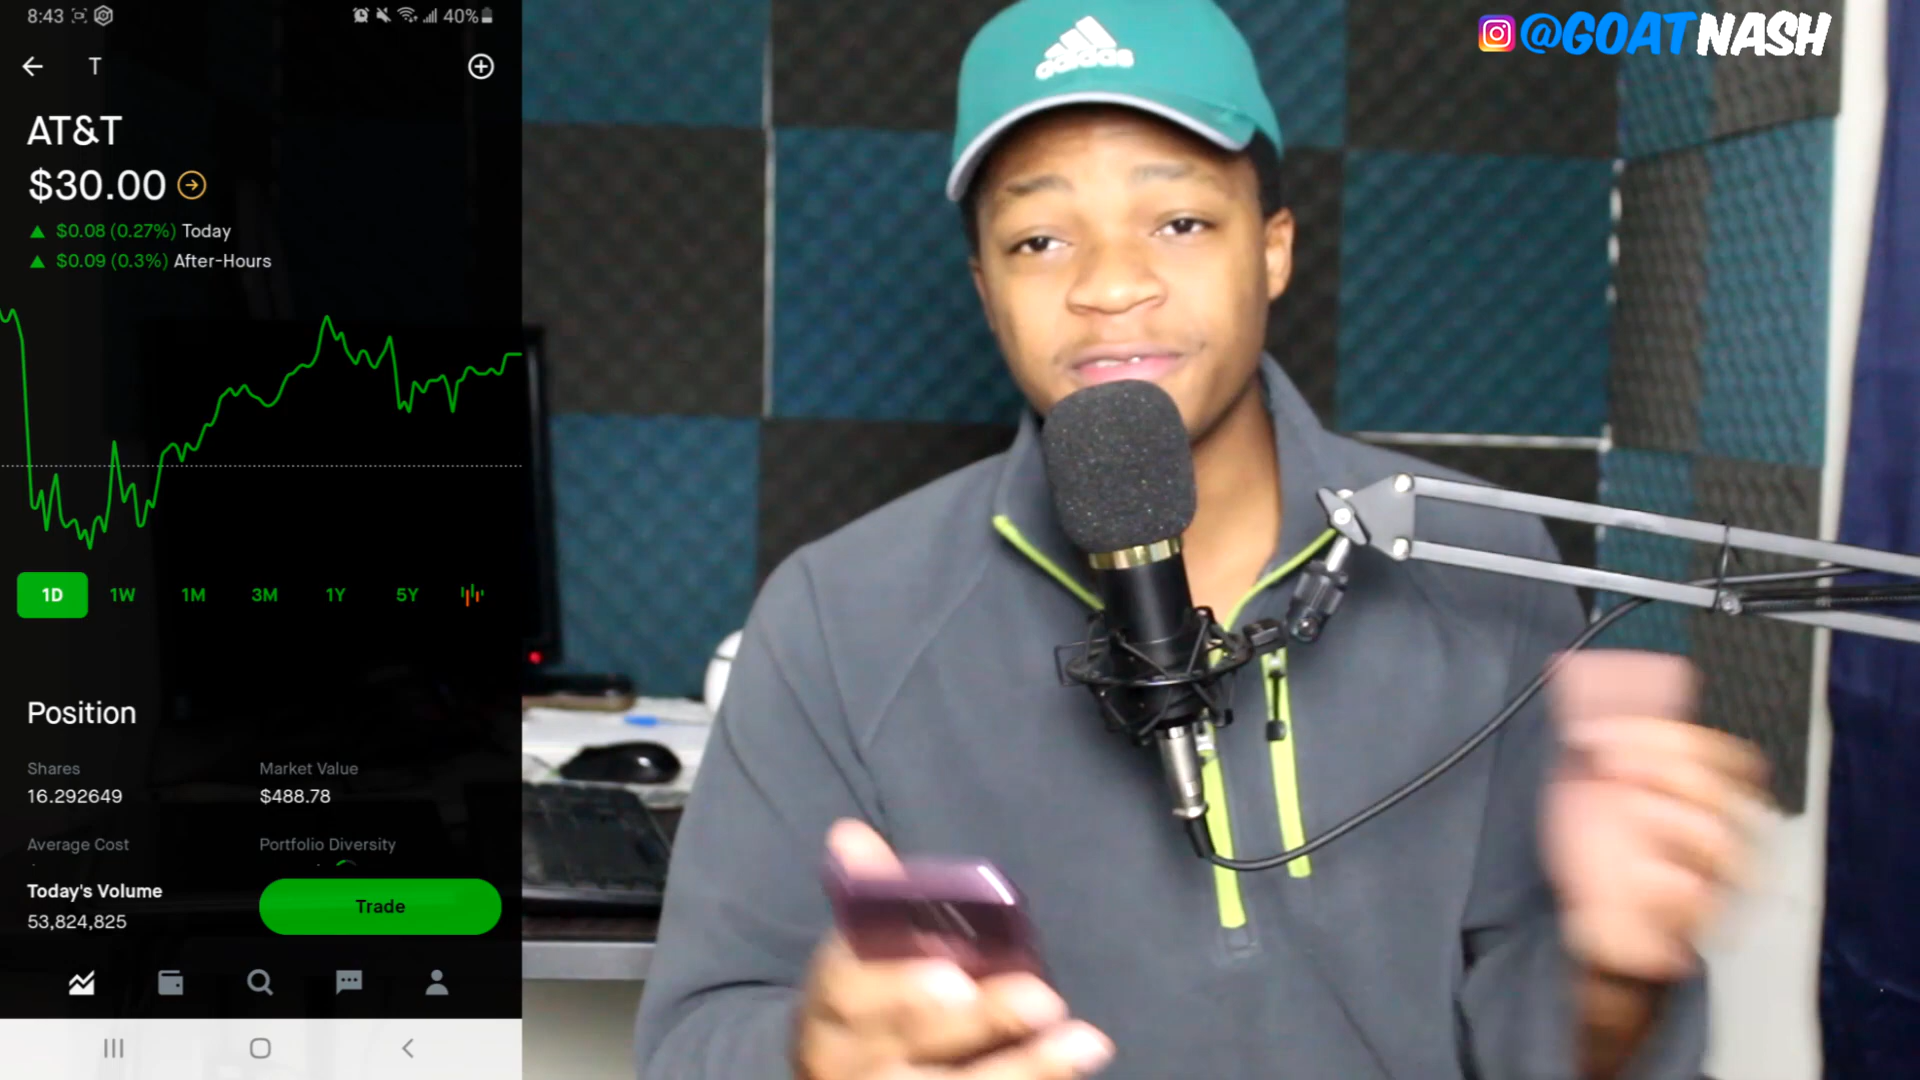 8:43
40%
@GOATNASH
T
adidas
AT&T
$30.00
$0.08 (0.27%) Today
$0.09 (0.3%) After-Hours
1D 1W 1M 3M 1Y 5Y
Position
Shares
Market Value
16.292649
$488.78
Average Cost
Portfolio Diversity
Today's Volume
53,824,825
Trade